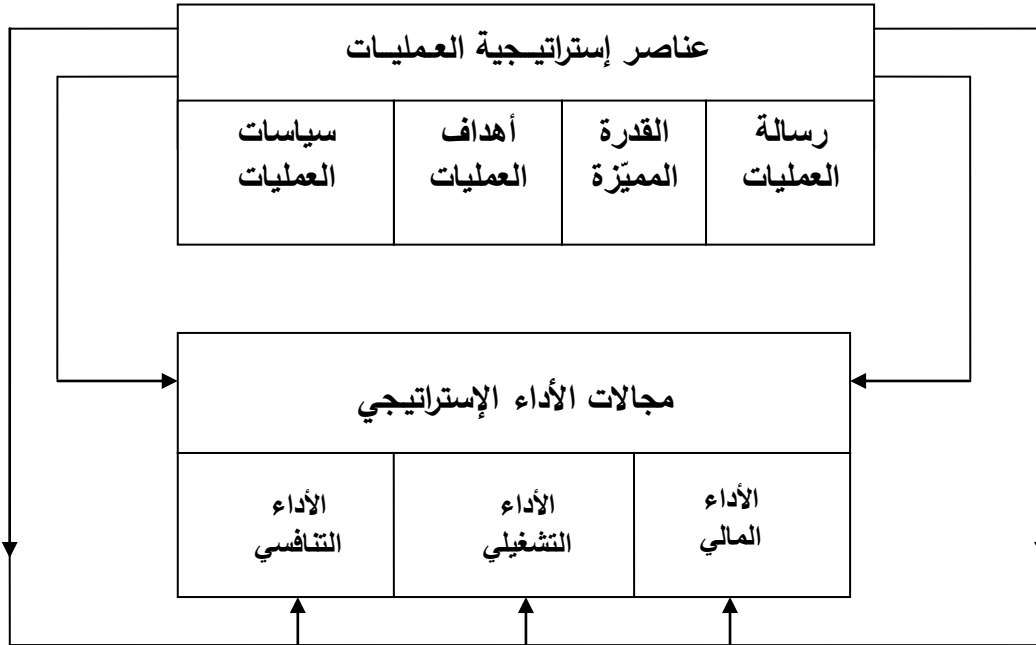 عناصر إستراتيجية العمليات
رسالة
العمليات
القدرة
المميّزة
أهداف
العمليات
سياسات
العمليات
مجالات الأداء الإستراتيجي
الأداء
المالي
الأداء
التشغيلي
الأداء
التنافسي